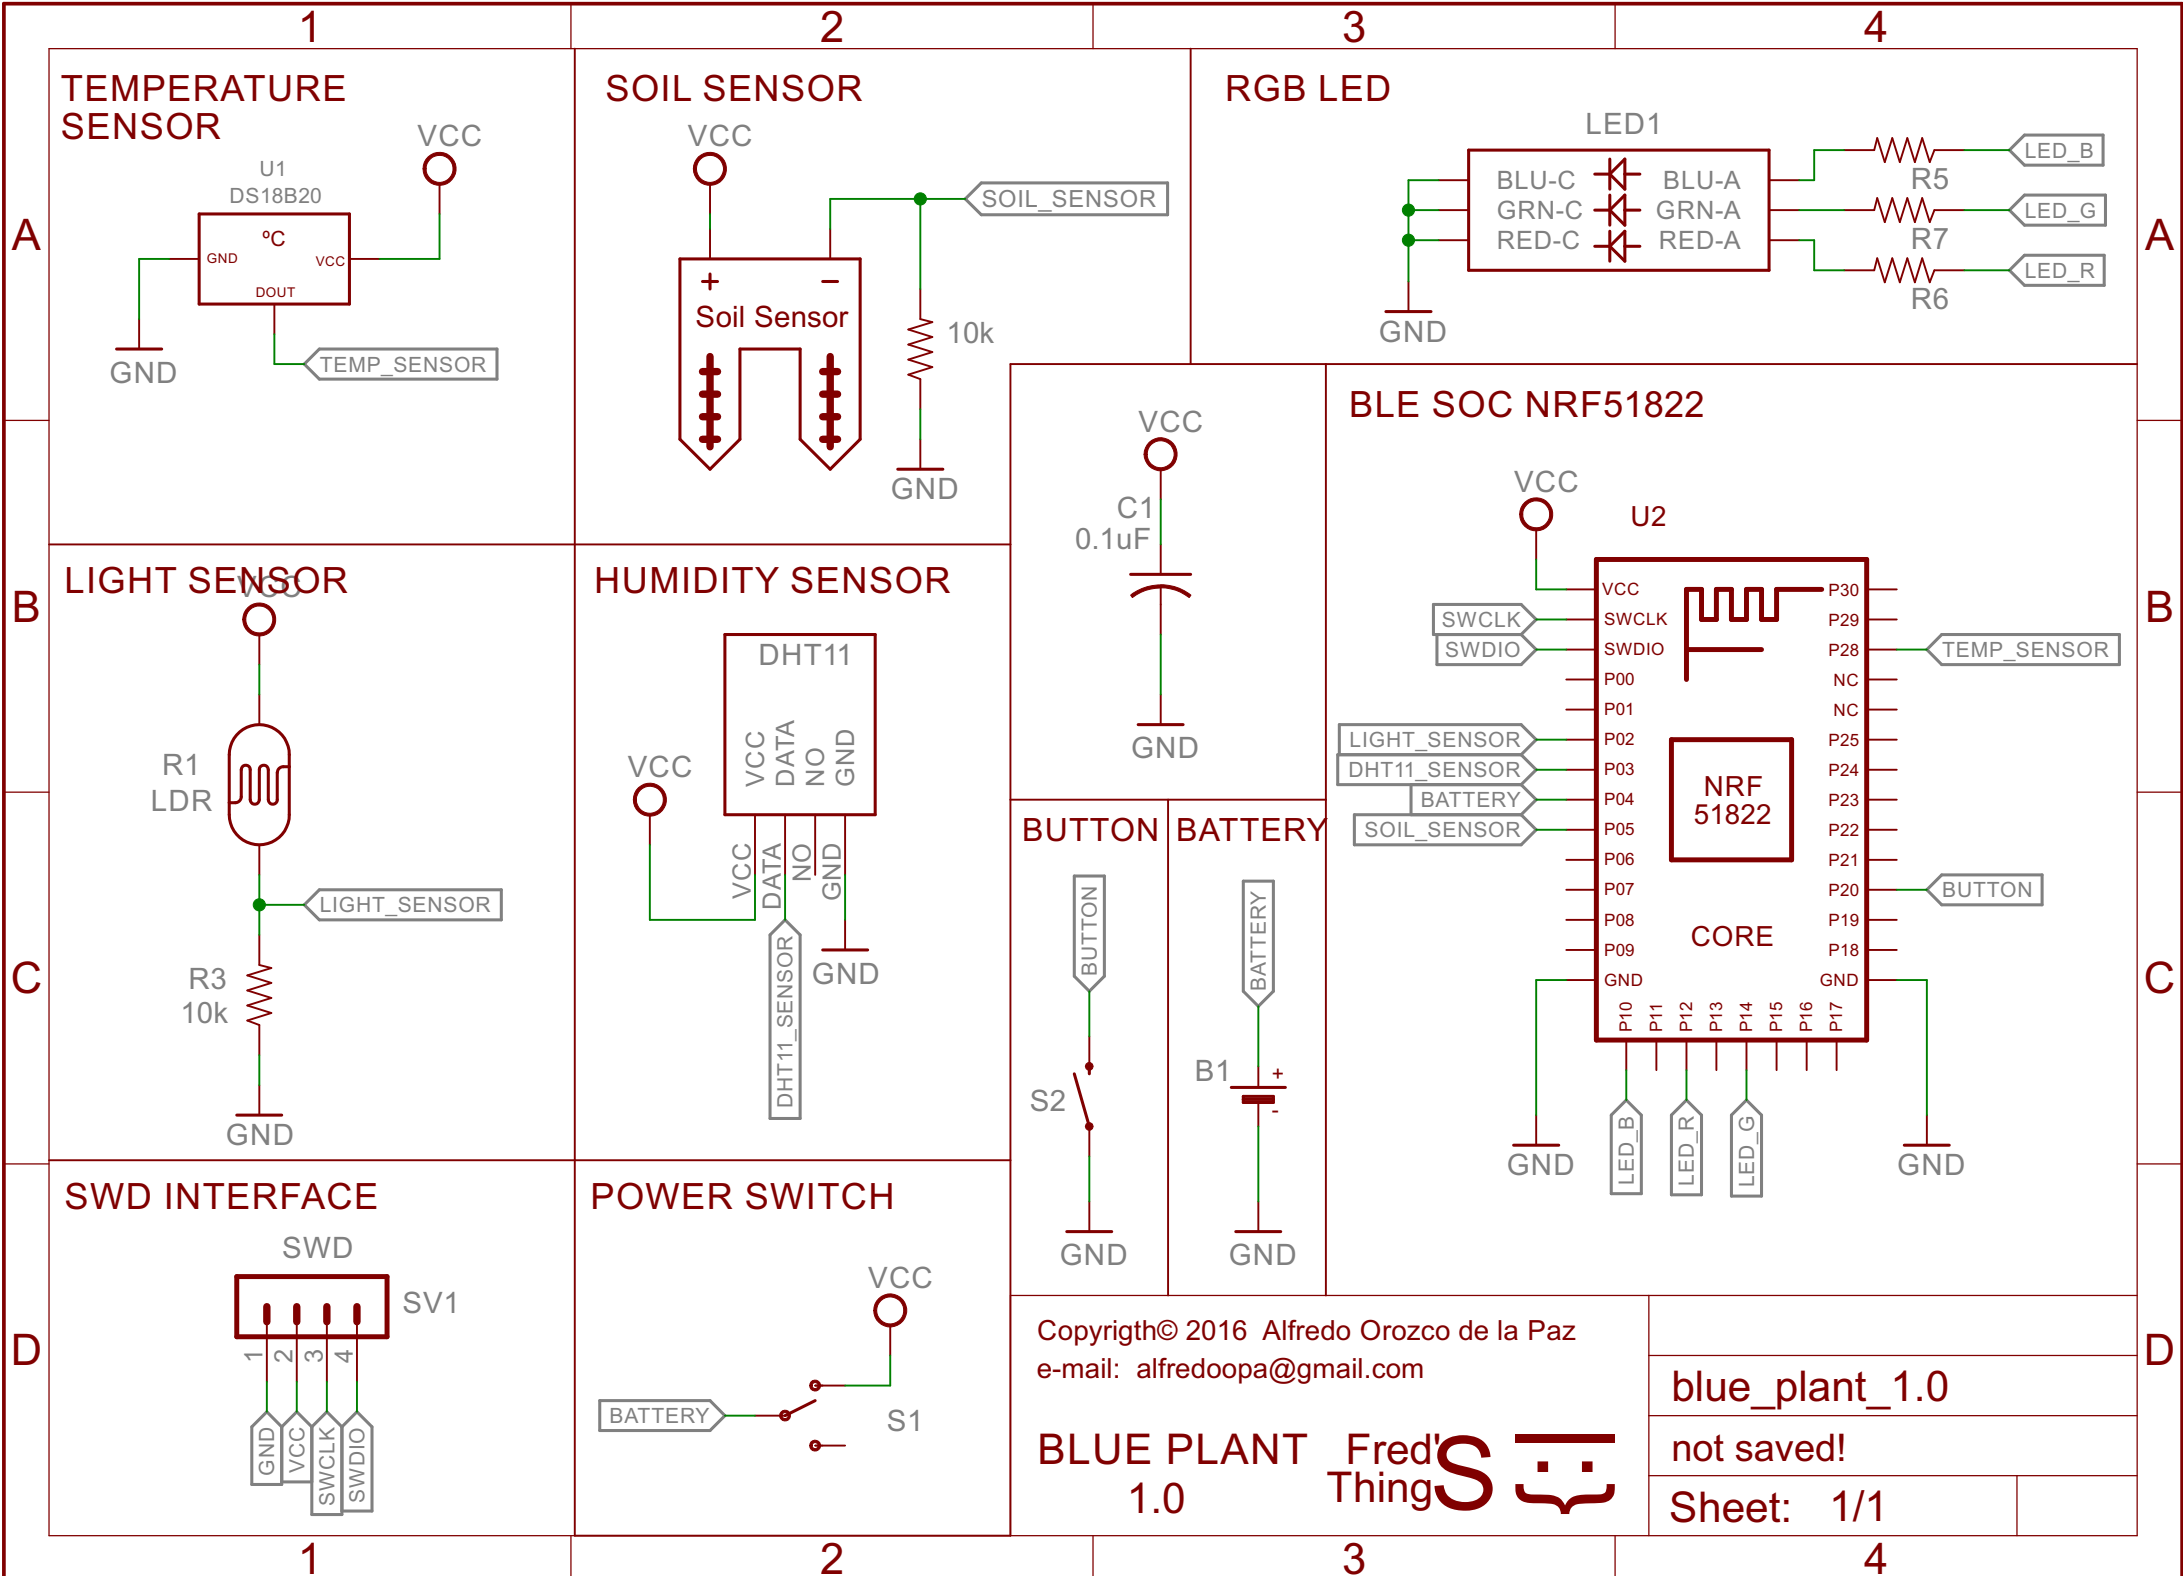 1 2 3 4
A
B
C
D
A
B
C
D
TEMPERATURE
SENSOR
VCC
U1
DS18B20
ºC
GND
VCC
DOUT
GND
TEMP_SENSOR
SOIL SENSOR
VCC
SOIL_SENSOR
+ −
Soil Sensor
10k
GND
RGB LED
LED1
BLU-C BLU-A
GRN-C GRN-A
RED-C RED-A
R5
R7
R6
LED_B
LED_G
LED_R
GND
LIGHT SENSOR
VCC
R1
LDR
LIGHT_SENSOR
R3
10k
GND
HUMIDITY SENSOR
DHT11
VCC
DATA
NO
GND
VCC
VCC
DATA
NO
GND
DHT11_SENSOR
GND
VCC
C1
0.1uF
GND
BUTTON
BUTTON
S2
GND
BATTERY
BATTERY
B1
+
-
GND
BLE SOC NRF51822
VCC
U2
VCC
SWCLK
SWDIO
P00
P01
P02
P03
P04
P05
P06
P07
P08
P09
GND
SWCLK
SWDIO
LIGHT_SENSOR
DHT11_SENSOR
BATTERY
SOIL_SENSOR
P30
P29
P28
NC
NC
P25
P24
P23
P22
P21
P20
P19
P18
GND
TEMP_SENSOR
BUTTON
NRF
51822
CORE
P10
P11
P12
P13
P14
P15
P16
P17
LED_B
LED_R
LED_G
GND
GND
SWD INTERFACE
SWD
SV1
1
2
3
4
GND
VCC
SWCLK
SWDIO
POWER SWITCH
VCC
BATTERY
S1
Copyrigth© 2016 Alfredo Orozco de la Paz
e-mail: alfredoopa@gmail.com
BLUE PLANT
1.0
Fred'S
Thing
blue_plant_1.0
not saved!
Sheet: 1/1
1 2 3 4